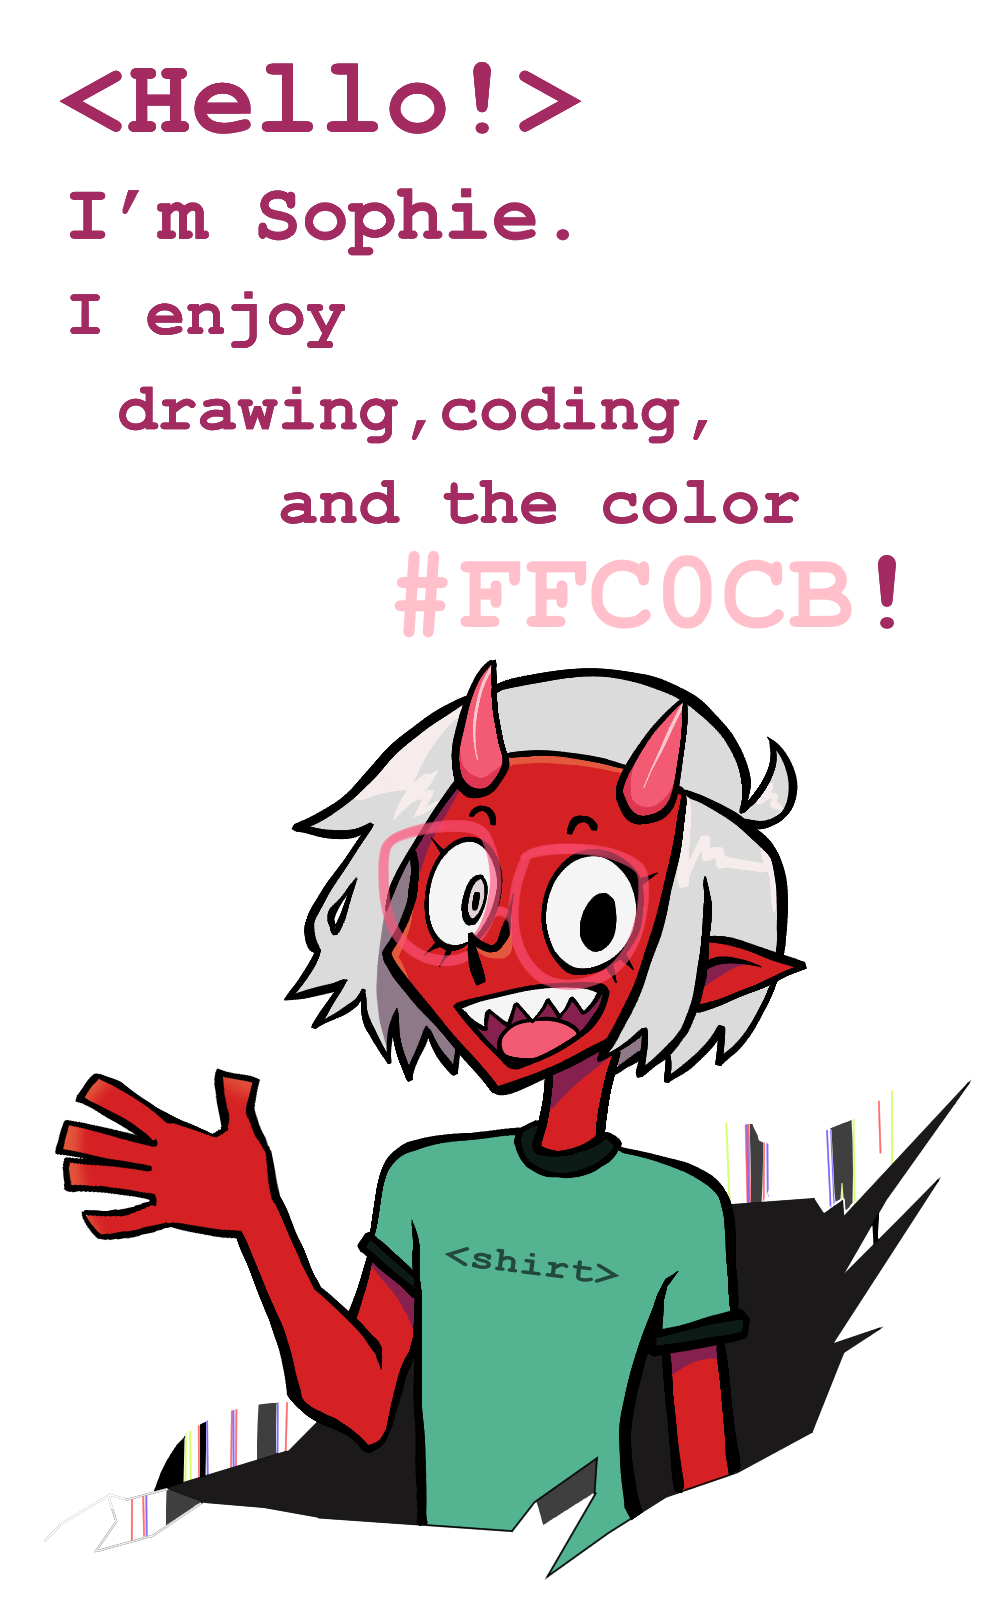 <Hello!>
I’m Sophie.
I enjoy
drawing,coding,
and the color
#FFC0CB!
<shirt>